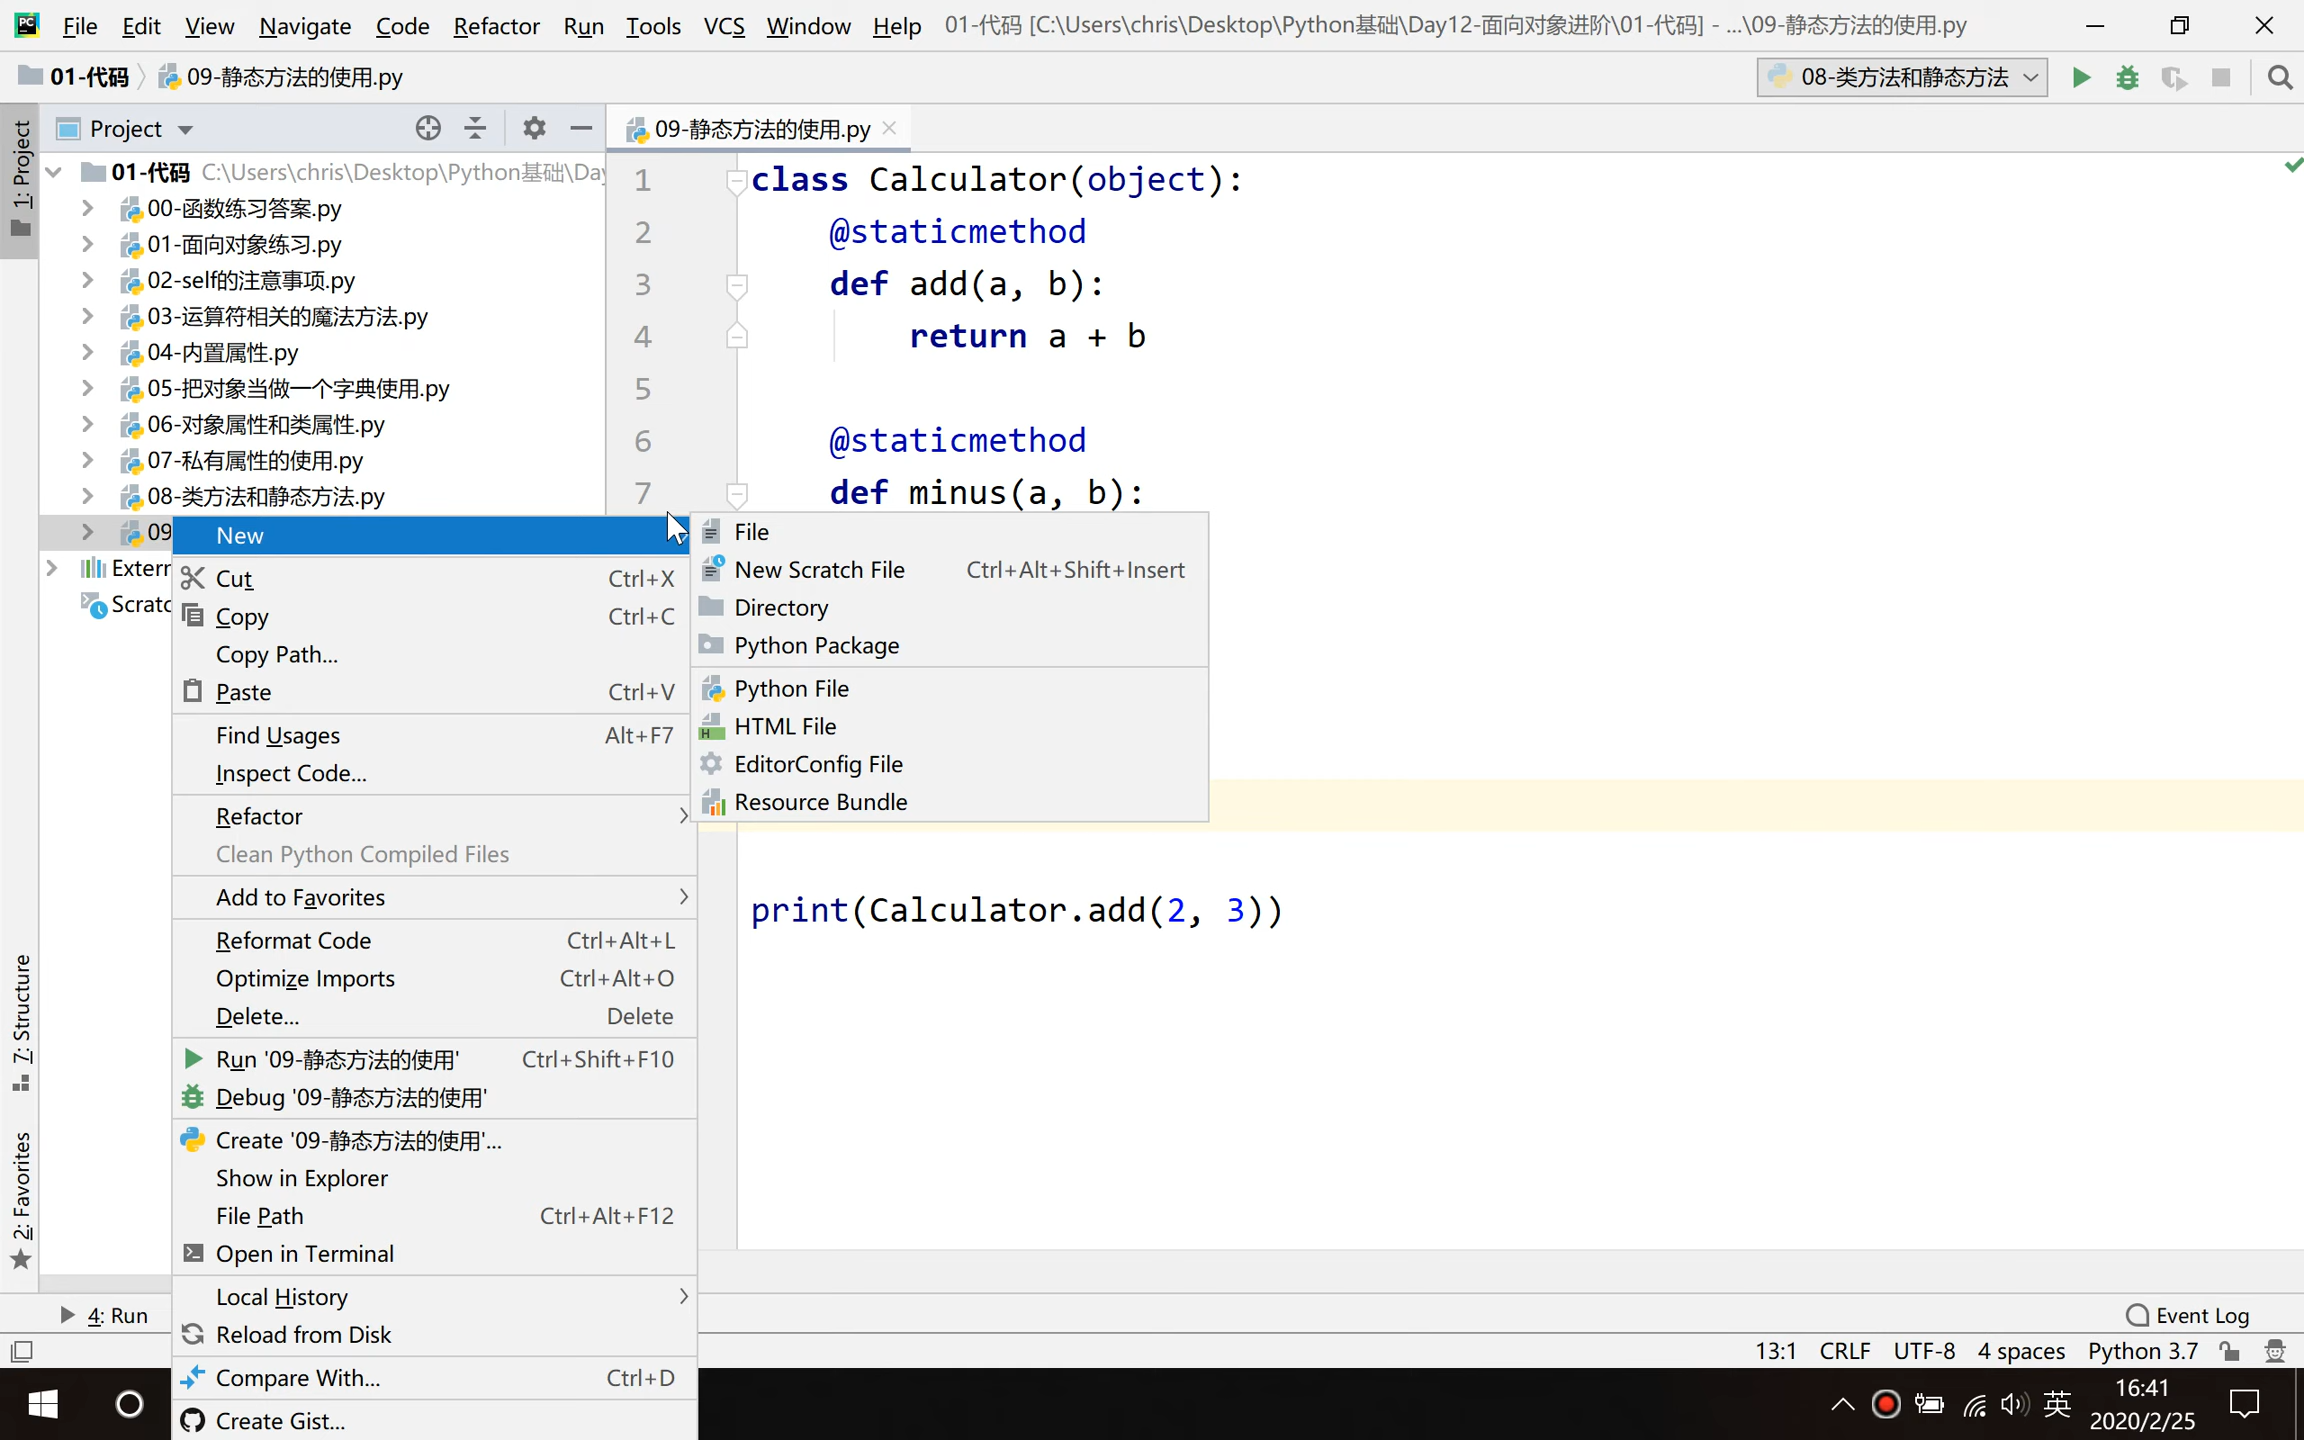 File Edit View Navigate Code Refactor Run Tools VCS Window Help 01-代码 [C:\Users\chris\Desktop\Python基础\Day12-面向对象进阶\01-代码] - ...\09-静态方法的使用.py
01-代码 09-静态方法的使用.py 08-类方法和静态方法
1: Project
Project
09-静态方法的使用.py
01-代码 C:\Users\chris\Desktop\Python基础\Day
00-函数练习答案.py
01-面向对象练习.py
02-self的注意事项.py
03-运算符相关的魔法方法.py
04-内置属性.py
05-把对象当做一个字典使用.py
06-对象属性和类属性.py
07-私有属性的使用.py
08-类方法和静态方法.py
09
Extern
Scratc
1 class Calculator(object):
2 @staticmethod
3 def add(a, b):
4 return a + b
5
6 @staticmethod
7 def minus(a, b):
print(Calculator.add(2, 3))
New
Cut Ctrl+X
Copy Ctrl+C
Copy Path...
Paste Ctrl+V
Find Usages Alt+F7
Inspect Code...
Refactor
Clean Python Compiled Files
Add to Favorites
Reformat Code Ctrl+Alt+L
Optimize Imports Ctrl+Alt+O
Delete... Delete
Run '09-静态方法的使用' Ctrl+Shift+F10
Debug '09-静态方法的使用'
Create '09-静态方法的使用'...
Show in Explorer
File Path Ctrl+Alt+F12
Open in Terminal
Local History
Reload from Disk
Compare With... Ctrl+D
Create Gist...
File
New Scratch File Ctrl+Alt+Shift+Insert
Directory
Python Package
Python File
HTML File
EditorConfig File
Resource Bundle
7: Structure
2: Favorites
4: Run
Event Log
13:1 CRLF UTF-8 4 spaces Python 3.7
英
16:41
2020/2/25